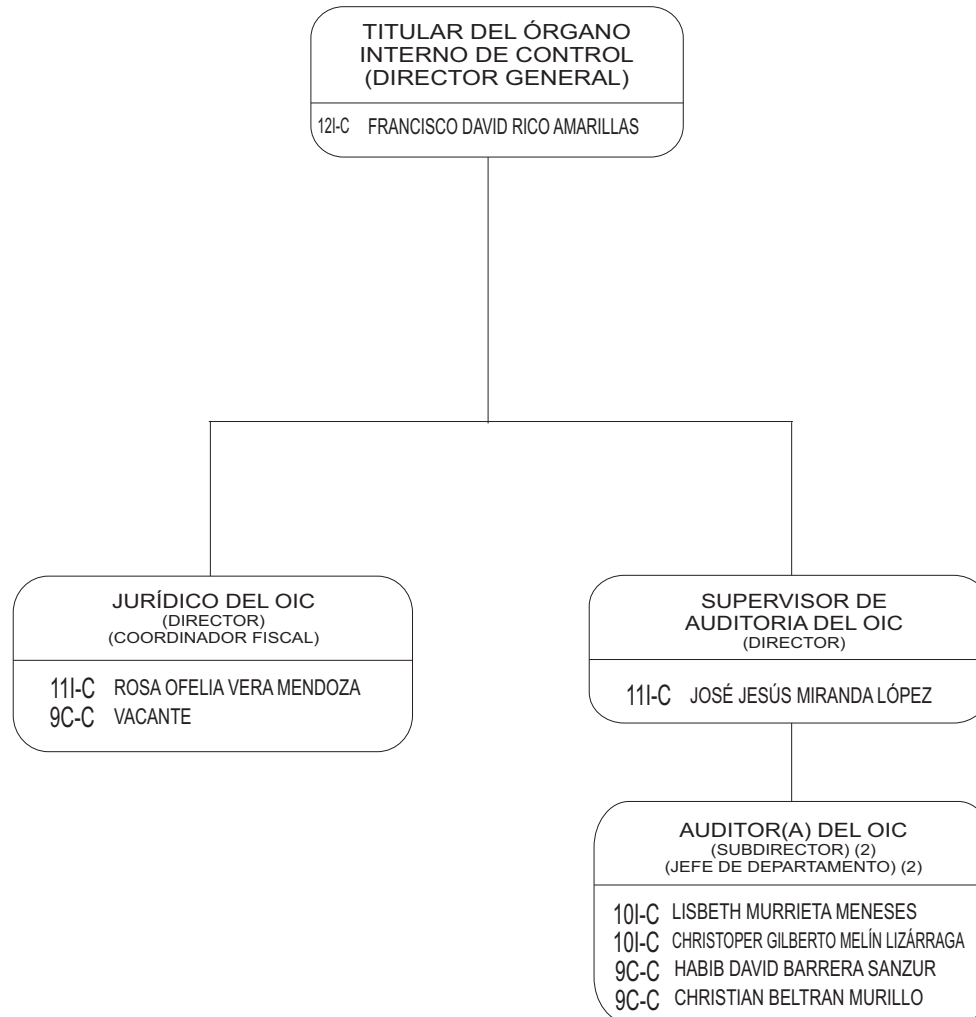 TITULAR DEL ÓRGANO
INTERNO DE CONTROL
(DIRECTOR GENERAL)
12I-C FRANCISCO DAVID RICO AMARILLAS
JURÍDICO DEL OIC
(DIRECTOR)
(COORDINADOR FISCAL)
11I-C ROSA OFELIA VERA MENDOZA
9C-C VACANTE
SUPERVISOR DE
AUDITORIA DEL OIC
(DIRECTOR)
11I-C JOSÉ JESÚS MIRANDA LÓPEZ
AUDITOR(A) DEL OIC
(SUBDIRECTOR) (2)
(JEFE DE DEPARTAMENTO) (2)
10I-C LISBETH MURRIETA MENESES
10I-C CHRISTOPER GILBERTO MELÍN LIZÁRRAGA
9C-C HABIB DAVID BARRERA SANZUR
9C-C CHRISTIAN BELTRAN MURILLO